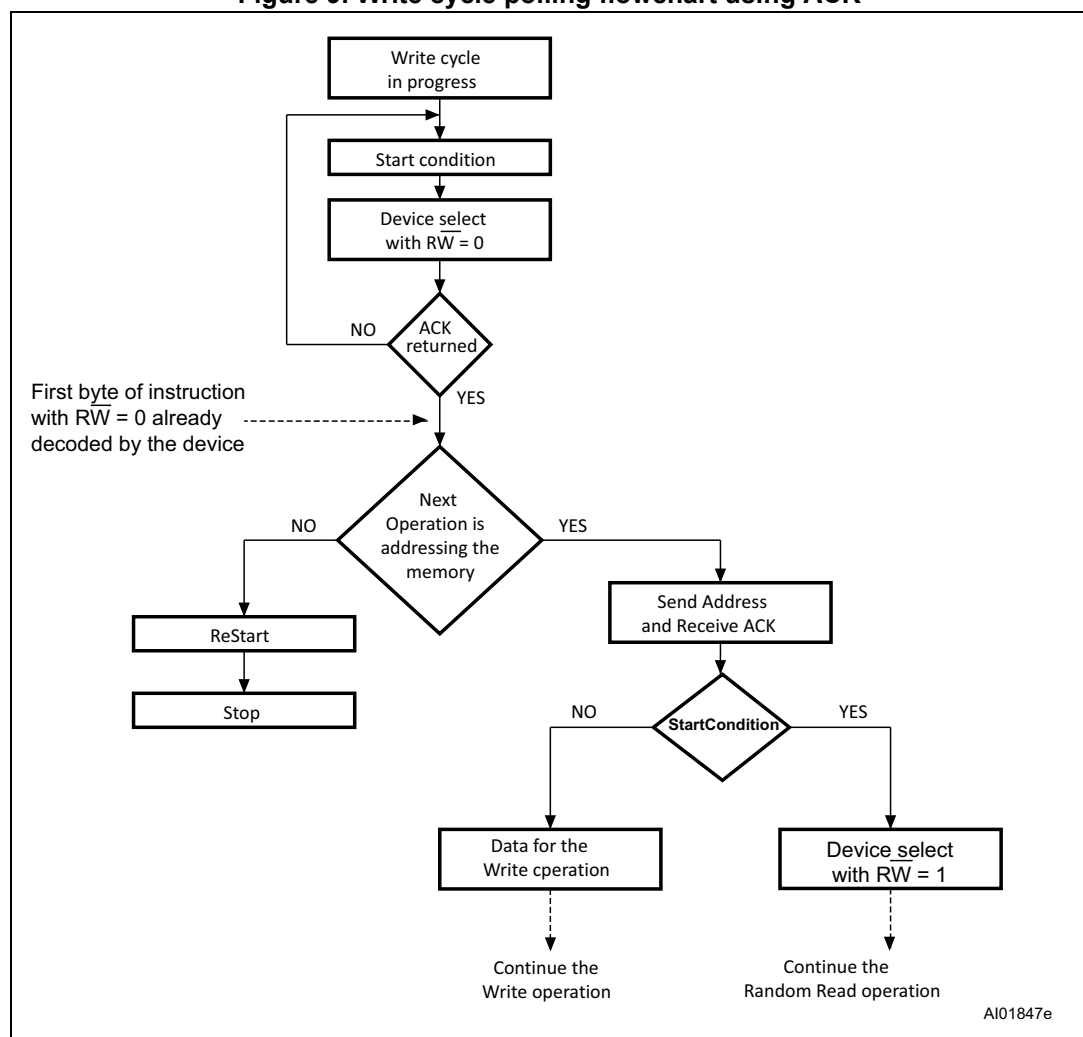 Figure 9. Write cycle polling flowchart using ACK
Write cycle
in progress
Start condition
Device select
with RW̅ = 0
NO
ACK
returned
YES
First byte of instruction
with RW̅ = 0 already
decoded by the device
NO
Next
Operation is
addressing the
memory
YES
ReStart
Stop
Send Address
and Receive ACK
NO
StartCondition
YES
Data for the
Write cperation
Device select
with RW̅ = 1
Continue the
Write operation
Continue the
Random Read operation
AI01847e